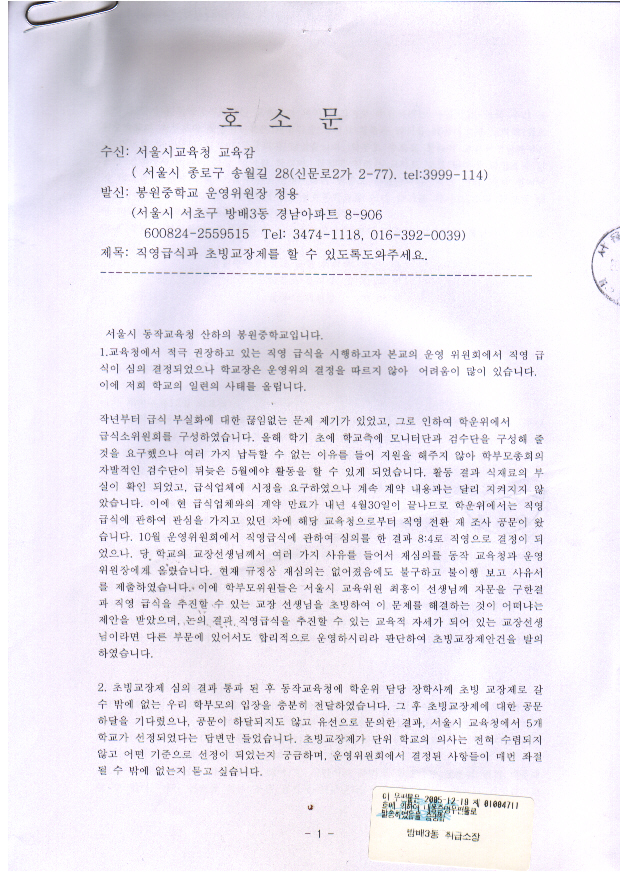 호 소 문
수신: 서울시교육청 교육감
( 서울시 종로구 송월길 28(신문로2가 2-77). tel:3999-114)
발신: 봉원중학교 운영위원장 정용
(서울시 서초구 방배3동 경남아파트 8-906
600824-2559515 Tel: 3474-1118, 016-392-0039)
제목: 직영급식과 초빙교장제를 할 수 있도톡도와주세요.
서울시 동작교육청 산하의 봉원중학교입니다.
1.교육청에서 적극 권장하고 있는 직영 급식을 시행하고자 본교의 운영 위원회에서 직영 급
식이 심의 결정되었으나 학교장은 운영위의 결정을 따르지 않아 어려움이 많이 있습니다.
이에 저희 학교의 일련의 사태를 올립니다.
작년부터 급식 부실화에 대한 끊임없는 문제 제기가 있었고, 그로 인하여 학운위에서
급식소위원회를 구성하였습니다. 올해 학기 초에 학교측에 모니터단과 검수단을 구성해 줄
것을 요구했으나 여러 가지 납득할 수 없는 이유를 들어 지원을 해주지 않아 학부모총회의
자발적인 검수단이 뒤늦은 5월에야 활동을 할 수 있게 되었습니다. 활동 결과 식재료의 부
실이 확인 되었고, 급식업체에 시정을 요구하였으나 계속 계약 내용과는 달리 지켜지지 않
았습니다. 이에 현 급식업체와의 계약 만료가 내년 4월30일이 끝나므로 학운위에서는 직영
급식에 관하여 관심을 가지고 있던 차에 해당 교육청으로부터 직영 전환 재 조사 공문이 왔
습니다. 10월 운영위원회에서 직영급식에 관하여 심의를 한 결과 8:4로 직영으로 결정이 되
었으나. 당 학교의 교장선생님께서 여러 가지 사유를 들어서 재심의를 동작 교육청과 운영
위원장에게 올렸습니다. 현재 규정상 재심의는 없어졌음에도 불구하고 불이행 보고 사유서
를 제출하였습니다. 이에 학부모위원들은 서울시 교육위원 최홍이 선생님께 자문을 구한결
과 직영 급식을 추진할 수 있는 교장 선생님을 초빙하여 이 문제를 해결하는 것이 어떠냐는
제안을 받았으며, 논의 결과 직영급식을 추진할 수 있는 교육적 자세가 되어 있는 교장선생
님이라면 다른 부문에 있어서도 합리적으로 운영하시리라 판단하여 초빙교장제안건을 발의
하였습니다.
2. 초빙교장제 심의 결과 통과 된 후 동작교육청에 학운위 담당 장학사께 초빙 교장제로 갈
수 밖에 없는 우리 학부모의 입장을 충분히 전달하였습니다. 그 후 초빙교장제에 대한 공문
하달을 기다렸으나, 공문이 하달되지도 않고 유선으로 문의한 결과, 서울시 교육청에서 5개
학교가 선정되었다는 답변만 들었습니다. 초빙교장제가 단위 학교의 의사는 전혀 수렴되지
않고 어떤 기준으로 선정이 되었는지 궁금하며, 운영위원회에서 결정된 사항들이 매번 좌절
될 수 밖에 없는지 묻고 싶습니다.
- 1 -
이 우편물은 2005-12-10 제 01004711
호에 의하여 내용증명우편물로
발송하였음을 증명함
방배3동 취급소장